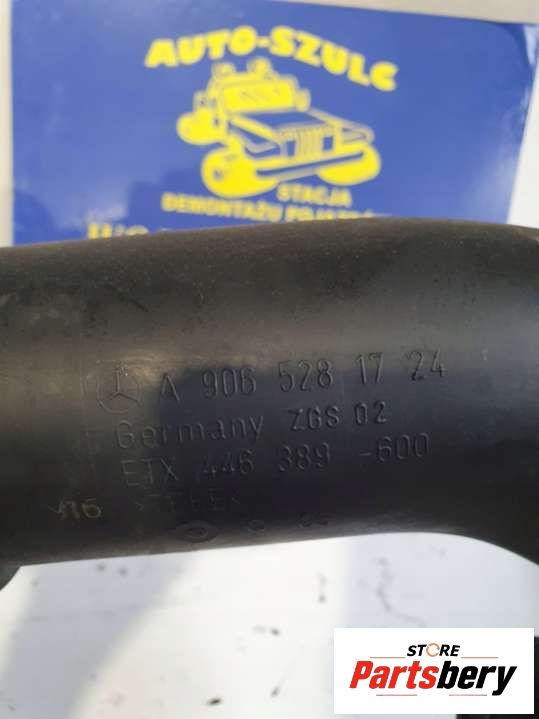 AUTO-SZULC
STACJA
DEMONTAŻU
A 906 528 17 24
Germany ZGS 02
ETX 446 389 -600
STORE
Partsbery